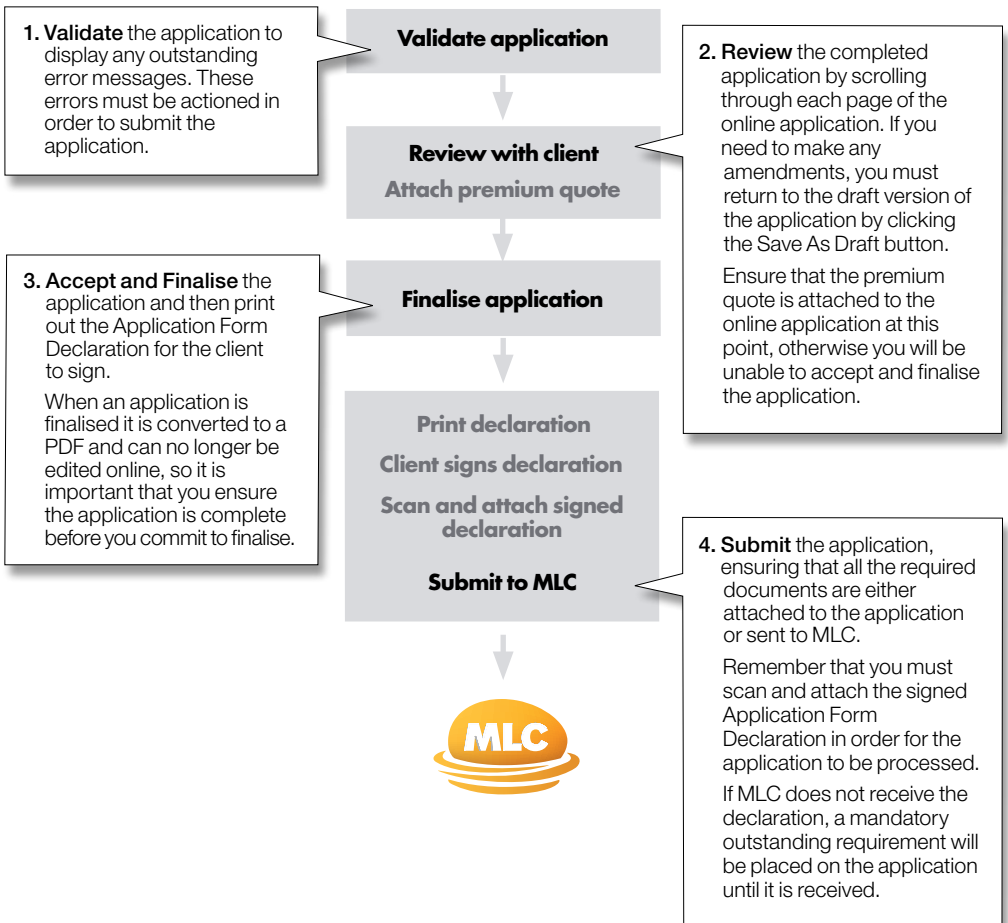 1. Validate the application to
display any outstanding
error messages. These
errors must be actioned in
order to submit the
application.
Validate application
2. Review the completed
application by scrolling
through each page of the
online application. If you
need to make any
amendments, you must
return to the draft version of
the application by clicking
the Save As Draft button.
Ensure that the premium
quote is attached to the
online application at this
point, otherwise you will be
unable to accept and finalise
the application.
Review with client
Attach premium quote
3. Accept and Finalise the
application and then print
out the Application Form
Declaration for the client
to sign.
When an application is
finalised it is converted to a
PDF and can no longer be
edited online, so it is
important that you ensure
the application is complete
before you commit to finalise.
Finalise application
Print declaration
Client signs declaration
Scan and attach signed
declaration
Submit to MLC
4. Submit the application,
ensuring that all the required
documents are either
attached to the application
or sent to MLC.
Remember that you must
scan and attach the signed
Application Form
Declaration in order for the
application to be processed.
If MLC does not receive the
declaration, a mandatory
outstanding requirement will
be placed on the application
until it is received.
MLC